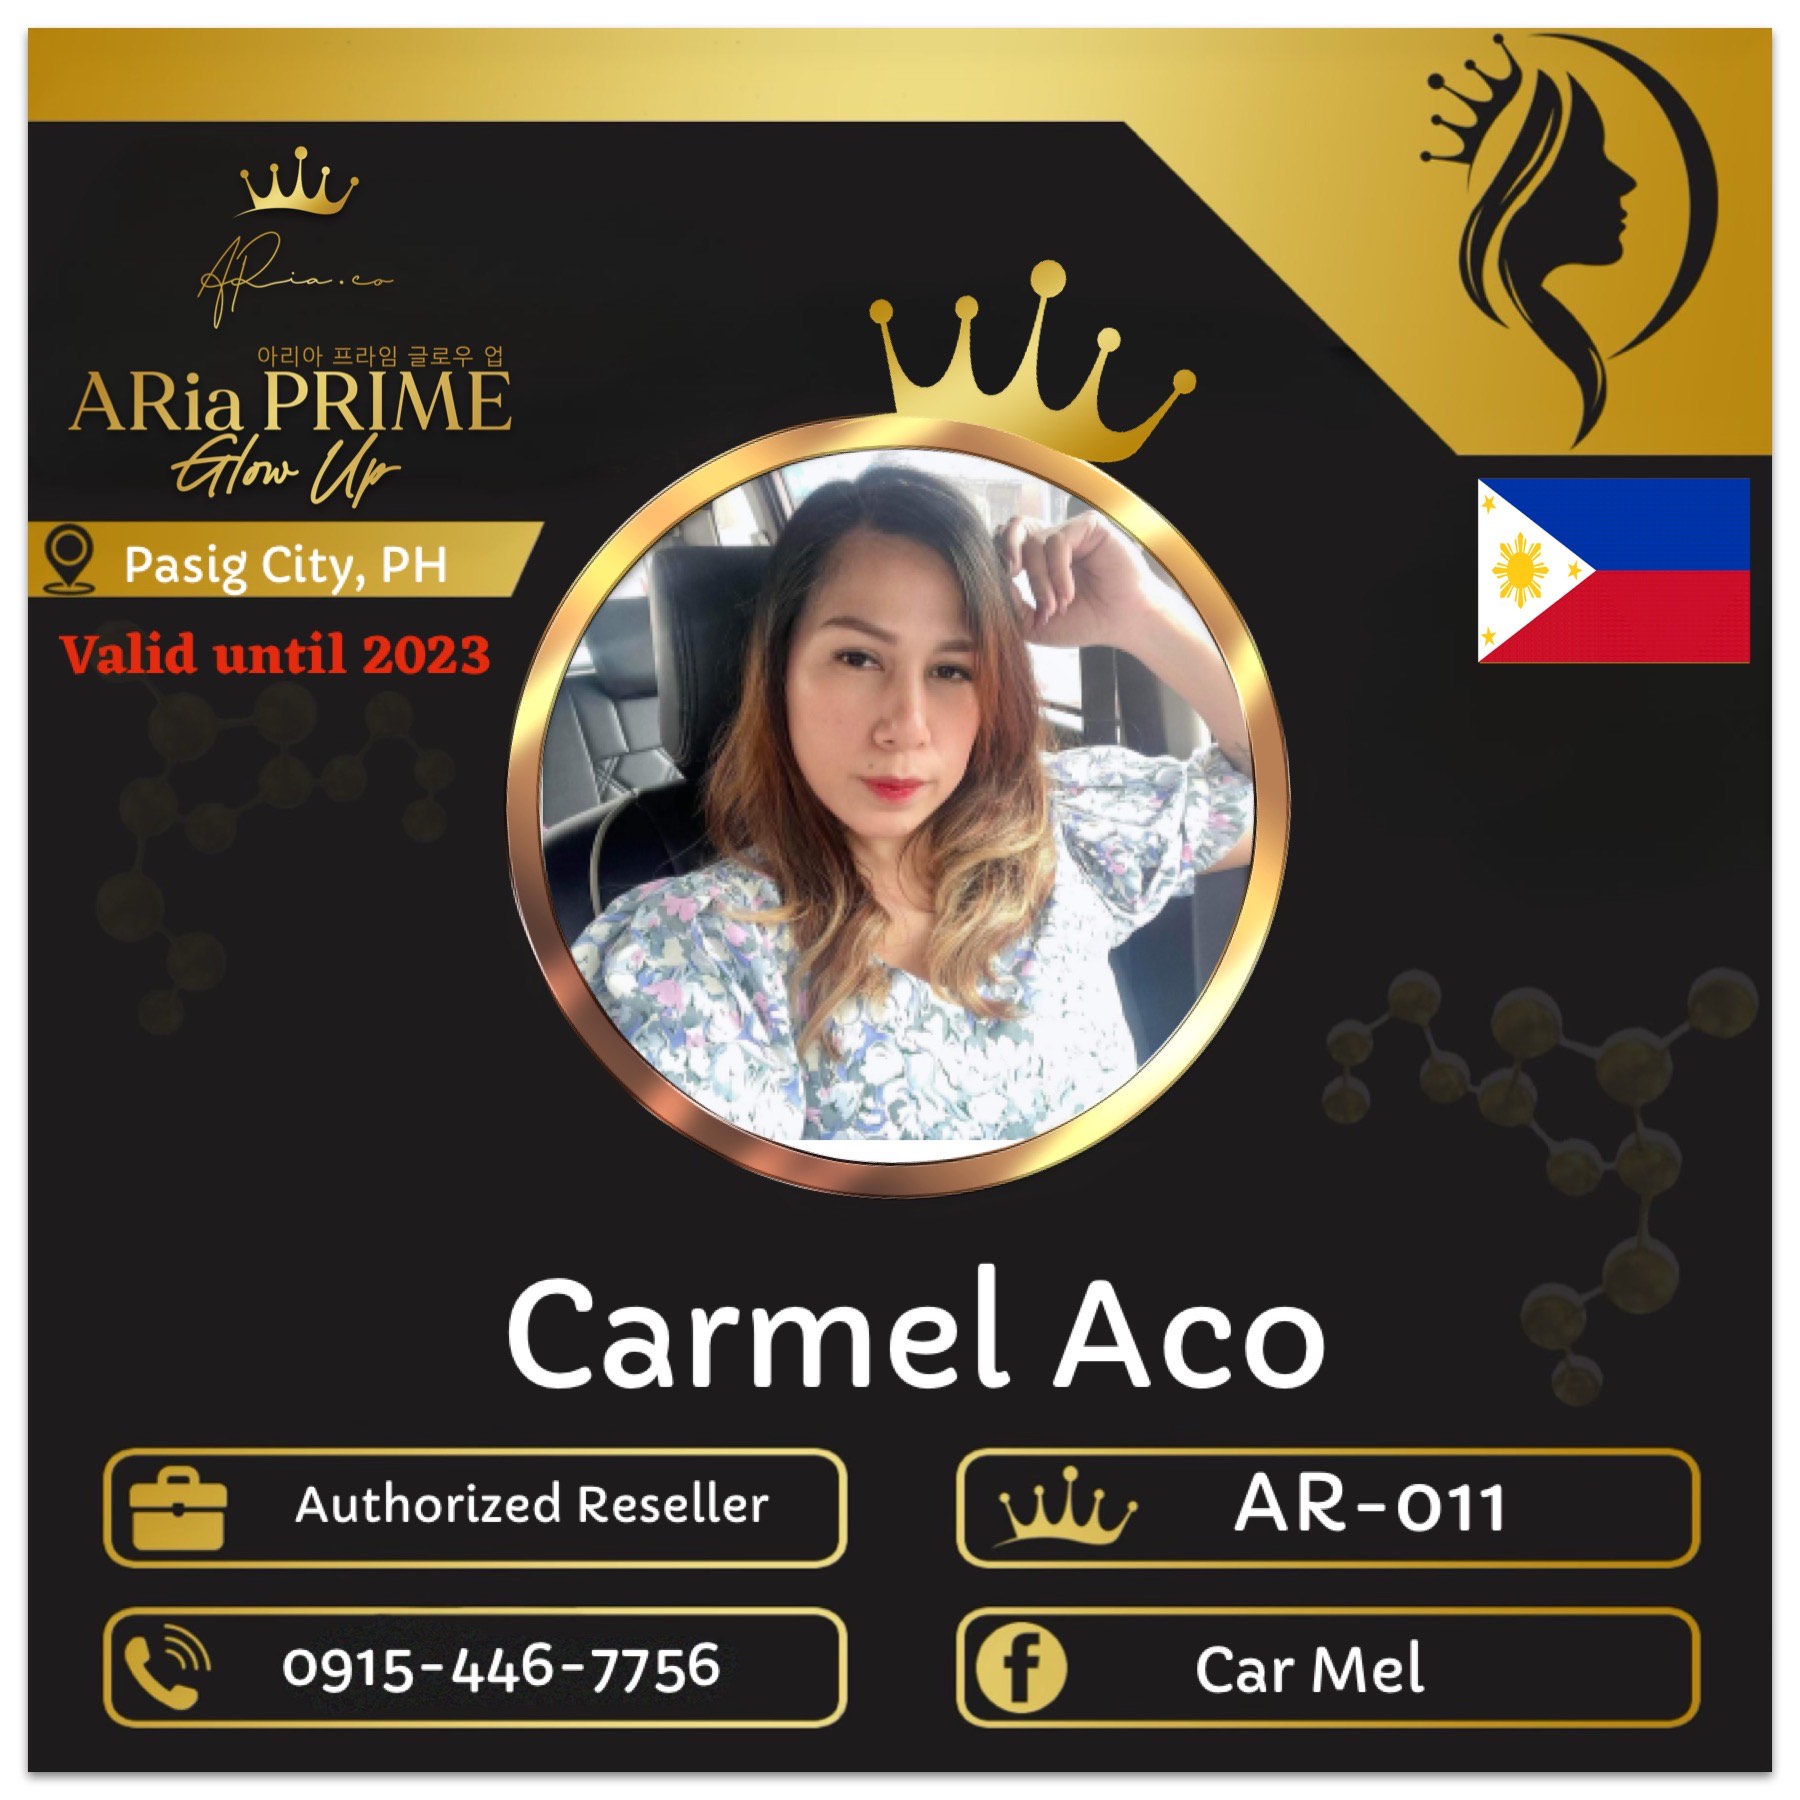 ARia.co
아리아 프라임 글로우 업
ARia PRIME
Glow Up
Pasig City, PH
Valid until 2023
Carmel Aco
Authorized Reseller
AR-011
0915-446-7756
Car Mel